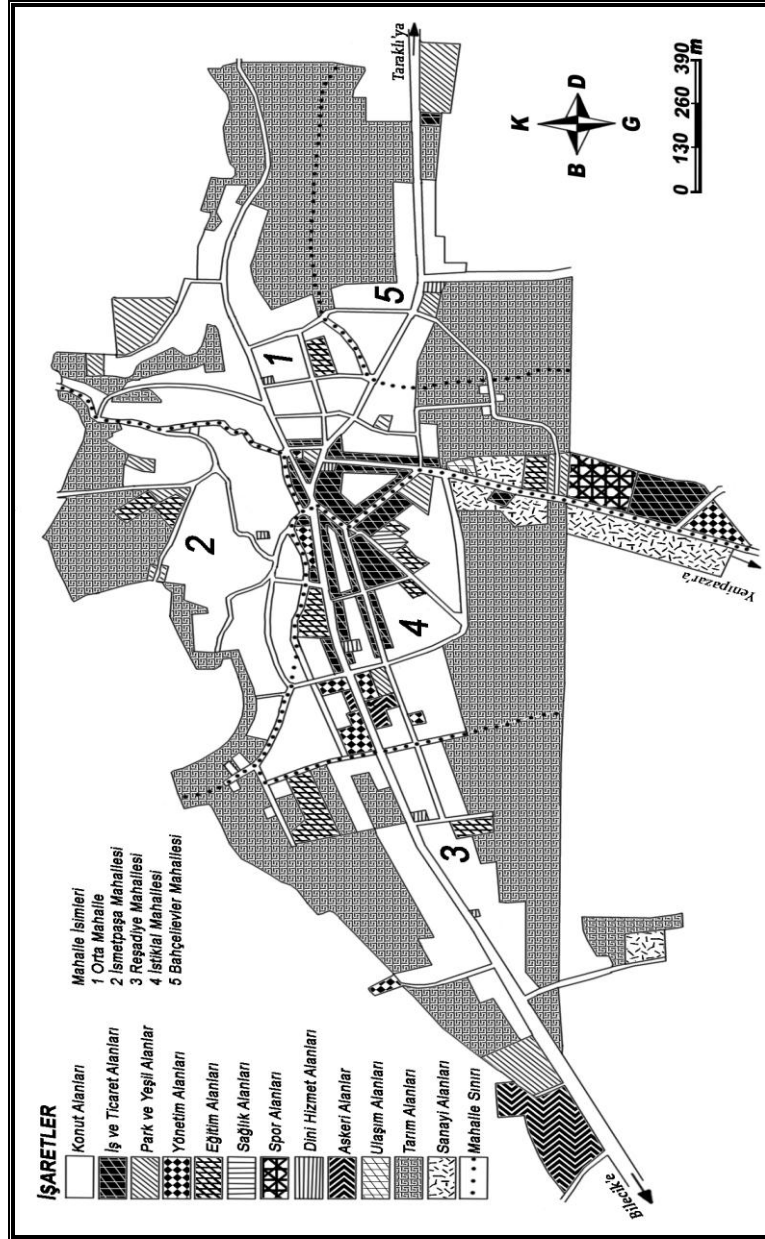 Mahalle İsimleri
1 Orta Mahalle
2 İsmetpaşa Mahallesi
3 Reşadiye Mahallesi
4 İstiklal Mahallesi
5 Bahçelievler Mahallesi
İŞARETLER
Konut Alanları
İş ve Ticaret Alanları
Park ve Yeşil Alanlar
Yönetim Alanları
Eğitim Alanları
Sağlık Alanları
Spor Alanları
Dini Hizmet Alanları
Askeri Alanlar
Ulaşım Alanları
Tarım Alanları
Sanayi Alanları
Mahalle Sınırı
1
2
3
4
5
Taraklı'ya
Yenipazar'a
Bilecik'e
K
D
G
B
0 130 260 390 m